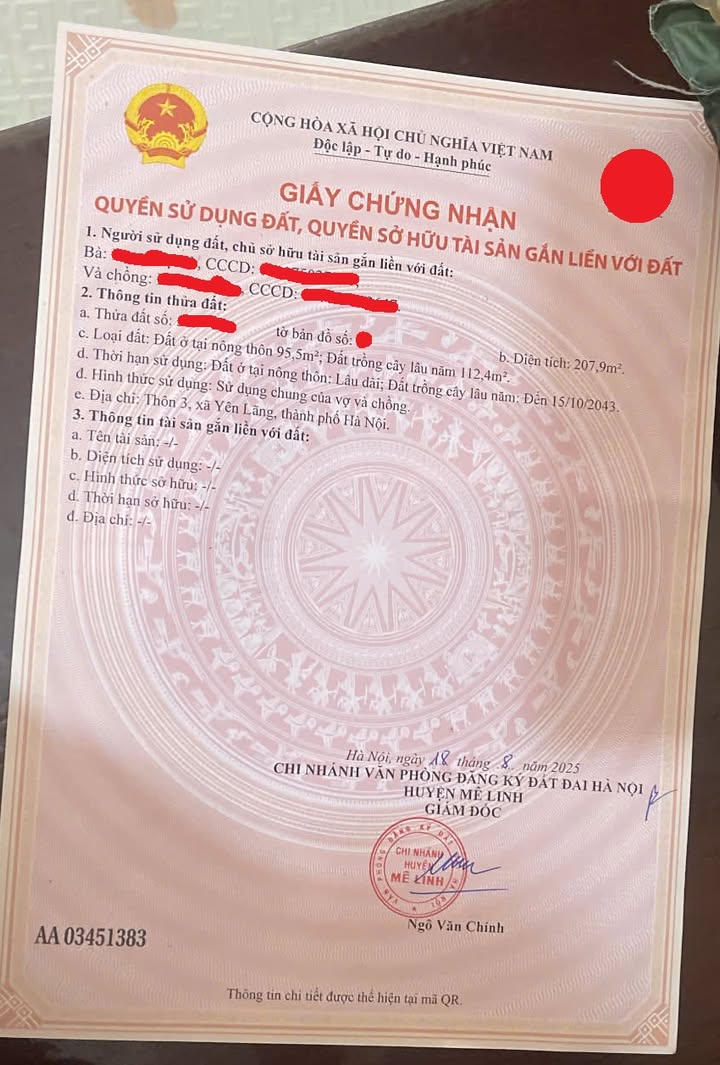 CỘNG HÒA XÃ HỘI CHỦ NGHĨA VIỆT NAM
Độc lập - Tự do - Hạnh phúc
GIẤY CHỨNG NHẬN
QUYỀN SỬ DỤNG ĐẤT, QUYỀN SỞ HỮU TÀI SẢN GẮN LIỀN VỚI ĐẤT
1. Người sử dụng đất, chủ sở hữu tài sản gắn liền với đất:
Bà: , CCCD:
Và chồng: , CCCD:
2. Thông tin thửa đất:
a. Thửa đất số: tờ bản đồ số: b. Diện tích: 207,9m².
c. Loại đất: Đất ở tại nông thôn 95,5m²; Đất trồng cây lâu năm 112,4m².
d. Thời hạn sử dụng: Đất ở tại nông thôn: Lâu dài; Đất trồng cây lâu năm: Đến 15/10/2043.
đ. Hình thức sử dụng: Sử dụng chung của vợ và chồng.
e. Địa chỉ: Thôn 3, xã Yên Lãng, thành phố Hà Nội.
3. Thông tin tài sản gắn liền với đất:
a. Tên tài sản: -/-
b. Diện tích sử dụng: -/-
c. Hình thức sở hữu: -/-
d. Thời hạn sở hữu: -/-
đ. Địa chỉ: -/-
Hà Nội, ngày 18 tháng 8 năm 2025
CHI NHÁNH VĂN PHÒNG ĐĂNG KÝ ĐẤT ĐAI HÀ NỘI
HUYỆN MÊ LINH
GIÁM ĐỐC
VĂN PHÒNG ĐĂNG KÝ ĐẤT HÀ NỘI
CHI NHÁNH
HUYỆN
MÊ LINH
Ngô Văn Chính
AA 03451383
Thông tin chi tiết được thể hiện tại mã QR.